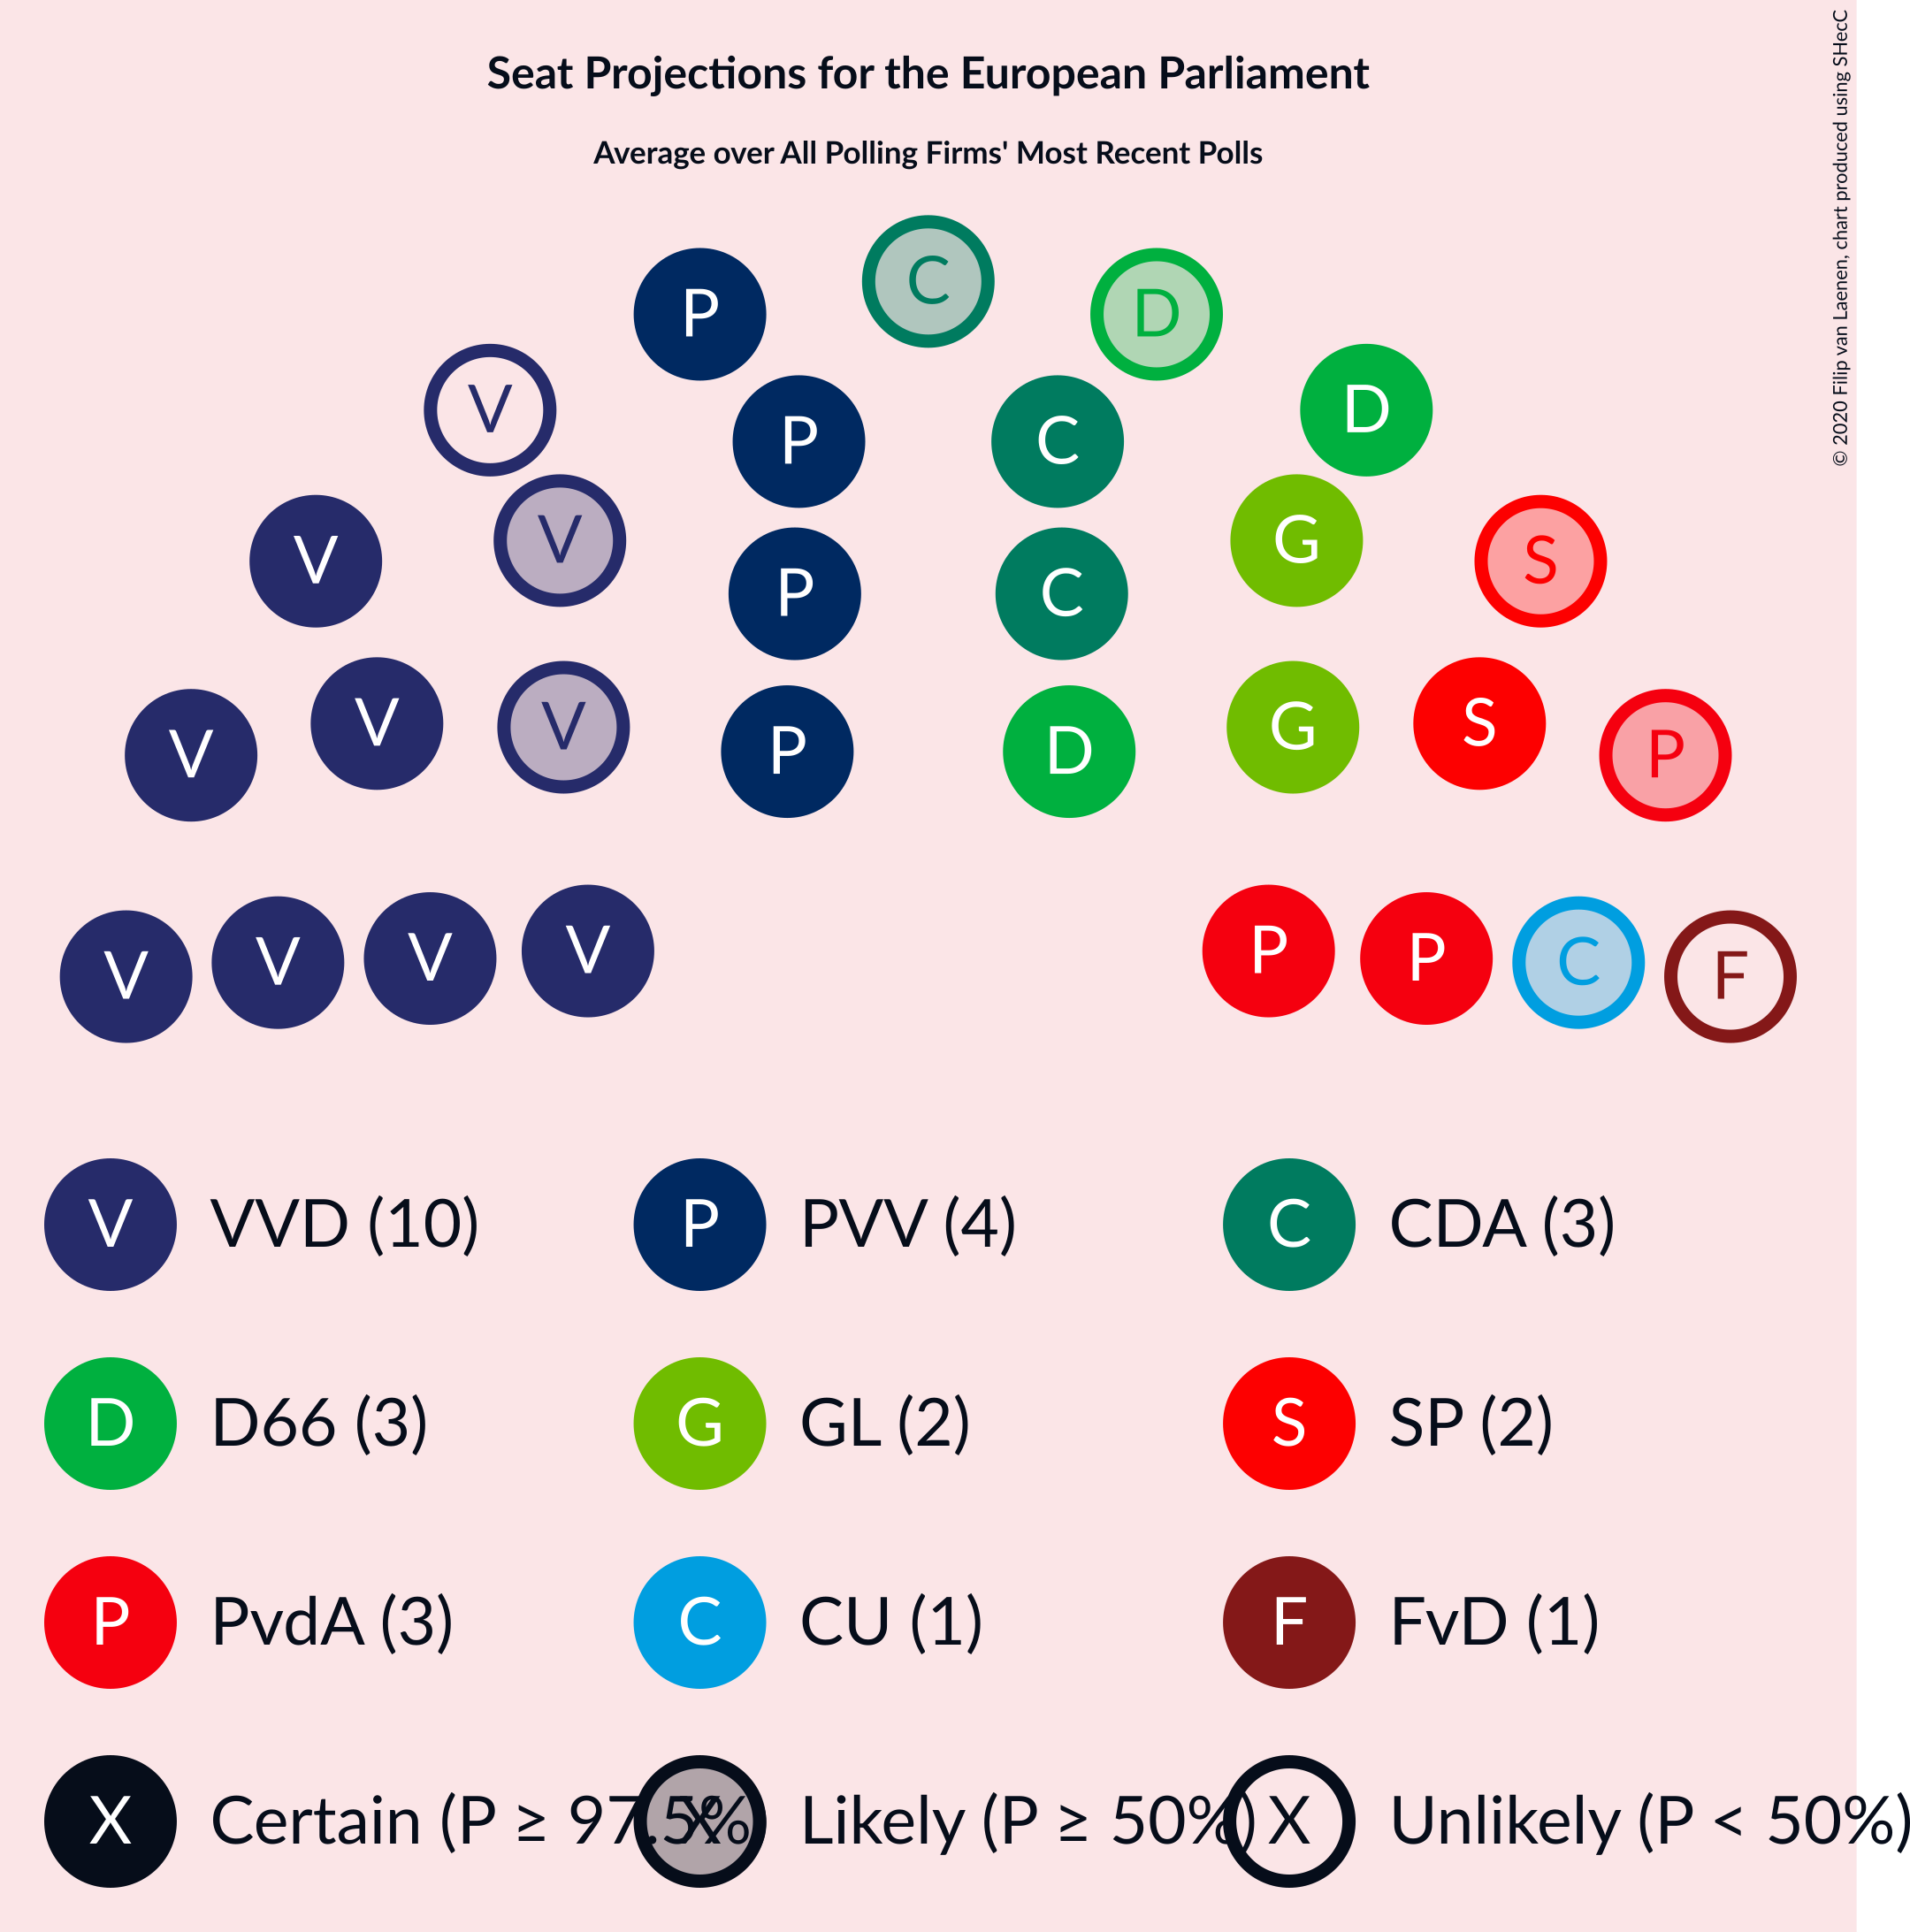 Seat Projections for the European Parliament
Average over All Polling Firms' Most Recent Polls
© 2020 Filip van Laenen, chart produced using SHecC
C
P D
V D
P C
V G
V S
P C
V S
V G
P D
V P
V P
V P
V C
V F
V VVD (10) P PVV (4) C CDA (3)
D D66 (3) G GL (2) S SP (2)
P PvdA (3) C CU (1) F FvD (1)
X Certain (P ≥ 97.5% X Likely (P ≥ 50%) X Unlikely (P < 50%)